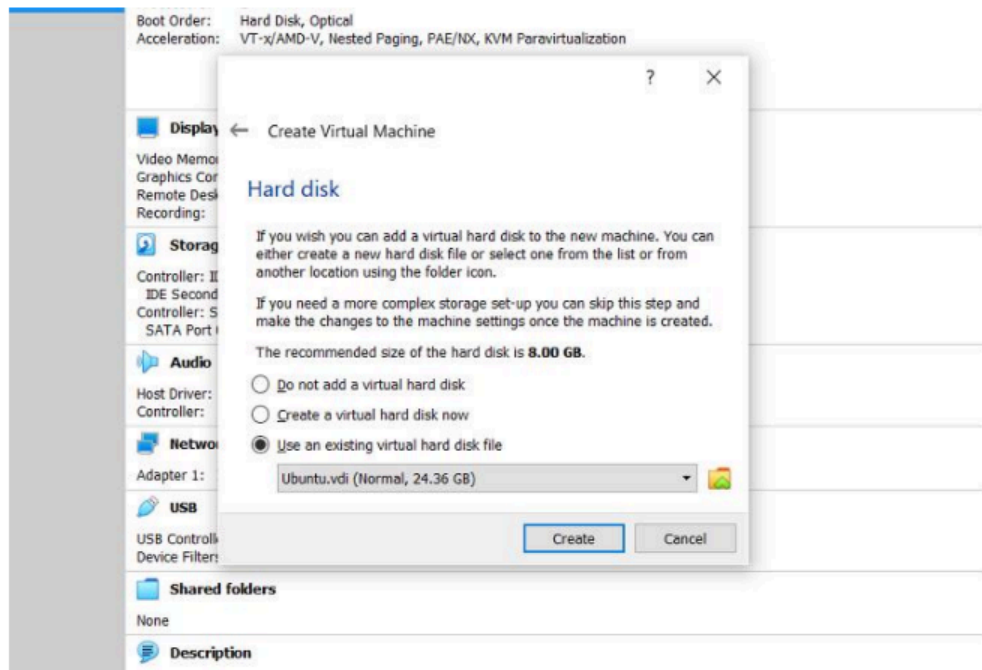 Boot Order: Hard Disk, Optical
Acceleration: VT-x/AMD-V, Nested Paging, PAE/NX, KVM Paravirtualization
? ×
Display
← Create Virtual Machine
Video Memo
Graphics Cor
Remote Desk
Recording:
Hard disk
If you wish you can add a virtual hard disk to the new machine. You can
either create a new hard disk file or select one from the list or from
another location using the folder icon.
If you need a more complex storage set-up you can skip this step and
make the changes to the machine settings once the machine is created.
The recommended size of the hard disk is 8.00 GB.
Do not add a virtual hard disk
Create a virtual hard disk now
Use an existing virtual hard disk file
Ubuntu.vdi (Normal, 24.36 GB)
Create Cancel
Storag
Controller: I
IDE Second
Controller: S
SATA Port
Audio
Host Driver:
Controller:
Netwo
Adapter 1:
USB
USB Controll
Device Filters
Shared folders
None
Description